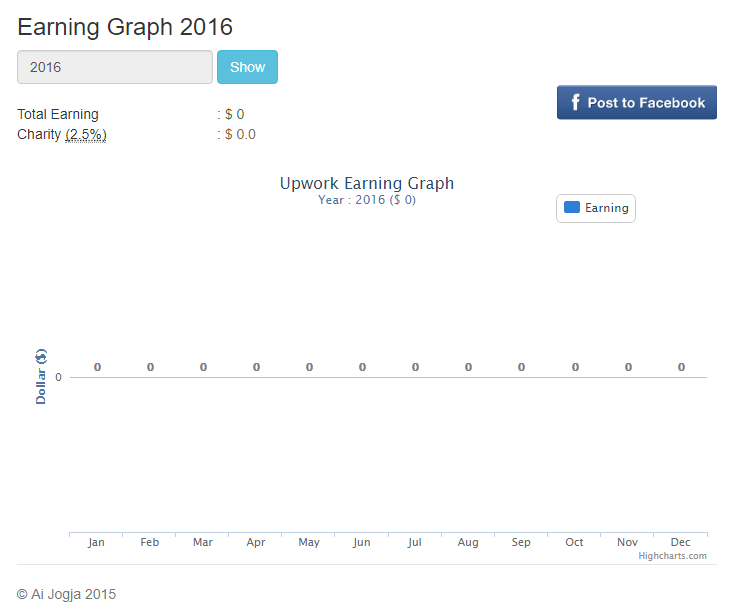 Earning Graph 2016
2016 Show
Post to Facebook
Total Earning : $ 0
Charity (2.5%) : $ 0.0
Upwork Earning Graph
Year : 2016 ($ 0)
Earning
Dollar ($)
0 0 0 0 0 0 0 0 0 0 0 0
0
Jan Feb Mar Apr May Jun Jul Aug Sep Oct Nov Dec
Highcharts.com
© Ai Jogja 2015